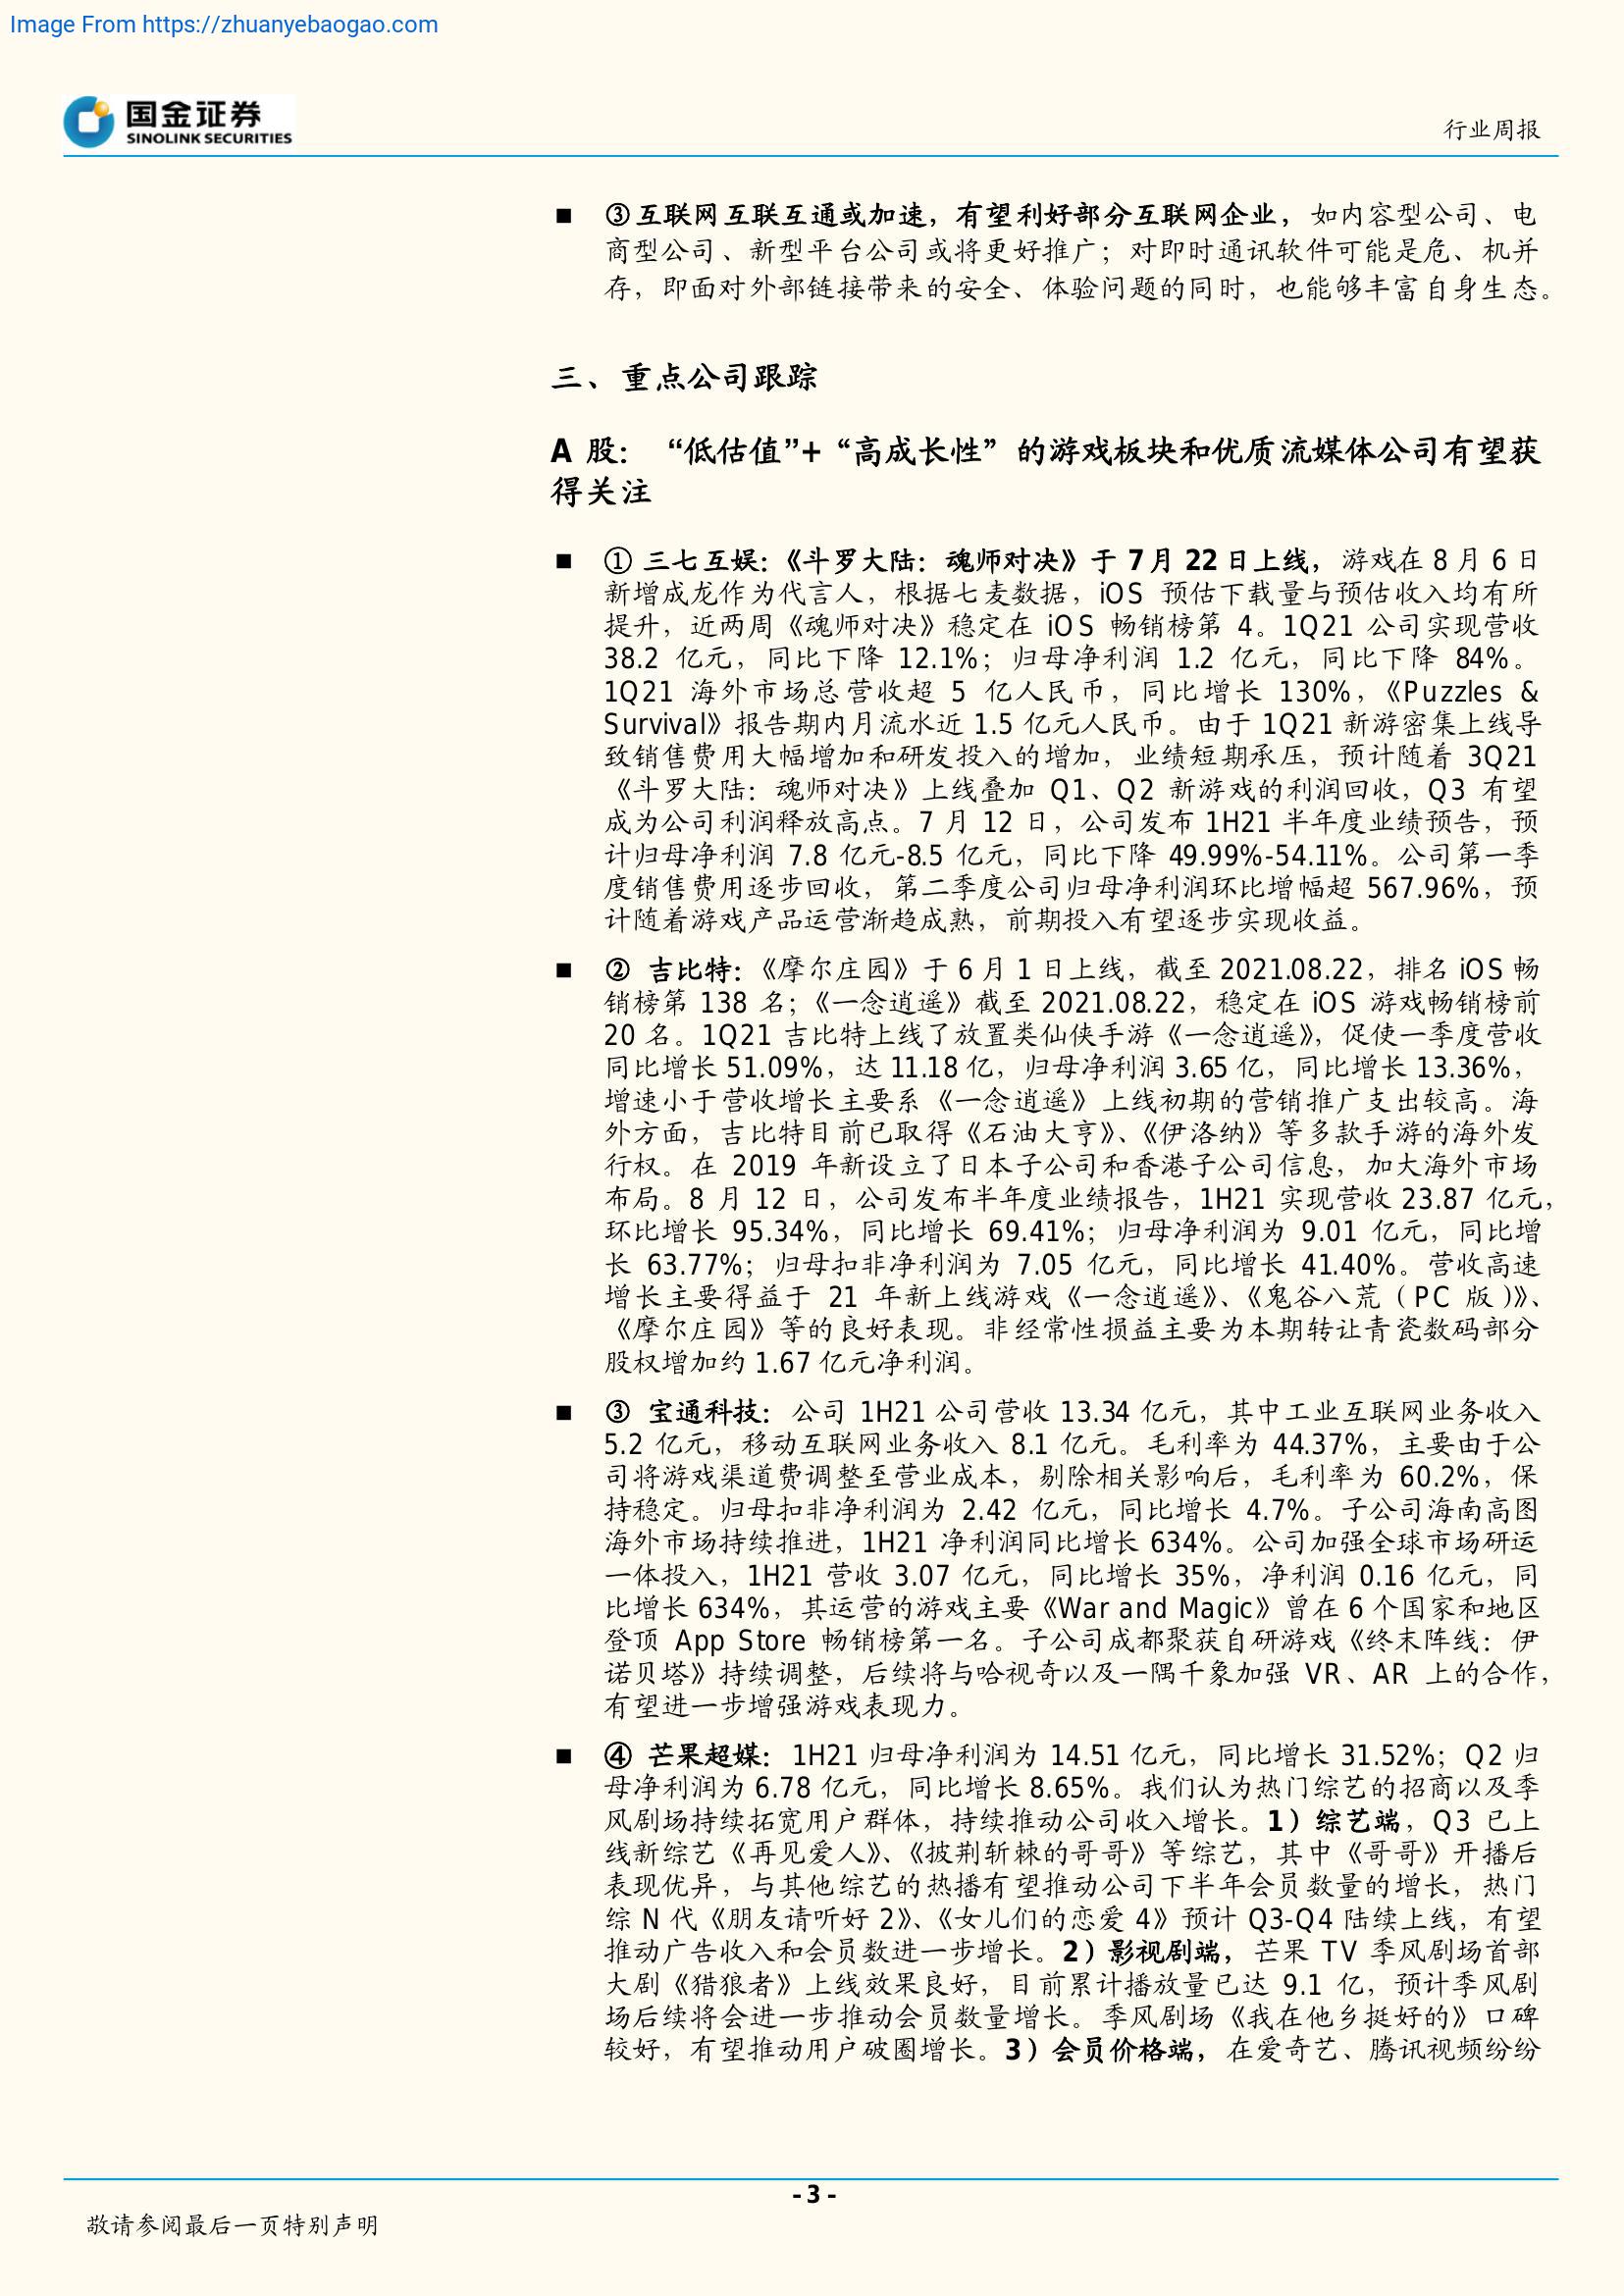 Image From https://zhuanyebaogao.com
国金证券
SINOLINK SECURITIES
行业周报
■ ③互联网互联互通或加速，有望利好部分互联网企业，如内容型公司、电
商型公司、新型平台公司或将更好推广；对即时通讯软件可能是危、机并
存，即面对外部链接带来的安全、体验问题的同时，也能够丰富自身生态。
三、重点公司跟踪
A 股：“低估值”+“高成长性”的游戏板块和优质流媒体公司有望获
得关注
■ ① 三七互娱：《斗罗大陆：魂师对决》于 7 月 22 日上线，游戏在 8 月 6 日
新增成龙作为代言人，根据七麦数据，iOS 预估下载量与预估收入均有所
提升，近两周《魂师对决》稳定在 iOS 畅销榜第 4。1Q21 公司实现营收
38.2 亿元，同比下降 12.1%；归母净利润 1.2 亿元，同比下降 84%。
1Q21 海外市场总营收超 5 亿人民币，同比增长 130%，《Puzzles &
Survival》报告期内月流水近 1.5 亿元人民币。由于 1Q21 新游密集上线导
致销售费用大幅增加和研发投入的增加，业绩短期承压，预计随着 3Q21
《斗罗大陆：魂师对决》上线叠加 Q1、Q2 新游戏的利润回收，Q3 有望
成为公司利润释放高点。7 月 12 日，公司发布 1H21 半年度业绩预告，预
计归母净利润 7.8 亿元-8.5 亿元，同比下降 49.99%-54.11%。公司第一季
度销售费用逐步回收，第二季度公司归母净利润环比增幅超 567.96%，预
计随着游戏产品运营渐趋成熟，前期投入有望逐步实现收益。
■ ② 吉比特：《摩尔庄园》于 6 月 1 日上线，截至 2021.08.22，排名 iOS 畅
销榜第 138 名；《一念逍遥》截至 2021.08.22，稳定在 iOS 游戏畅销榜前
20 名。1Q21 吉比特上线了放置类仙侠手游《一念逍遥》，促使一季度营收
同比增长 51.09%，达 11.18 亿，归母净利润 3.65 亿，同比增长 13.36%，
增速小于营收增长主要系《一念逍遥》上线初期的营销推广支出较高。海
外方面，吉比特目前已取得《石油大亨》、《伊洛纳》等多款手游的海外发
行权。在 2019 年新设立了日本子公司和香港子公司信息，加大海外市场
布局。8 月 12 日，公司发布半年度业绩报告，1H21 实现营收 23.87 亿元，
环比增长 95.34%，同比增长 69.41%；归母净利润为 9.01 亿元，同比增
长 63.77%；归母扣非净利润为 7.05 亿元，同比增长 41.40%。营收高速
增长主要得益于 21 年新上线游戏《一念逍遥》、《鬼谷八荒（PC 版）》、
《摩尔庄园》等的良好表现。非经常性损益主要为本期转让青瓷数码部分
股权增加约 1.67 亿元净利润。
■ ③ 宝通科技：公司 1H21 公司营收 13.34 亿元，其中工业互联网业务收入
5.2 亿元，移动互联网业务收入 8.1 亿元。毛利率为 44.37%，主要由于公
司将游戏渠道费调整至营业成本，剔除相关影响后，毛利率为 60.2%，保
持稳定。归母扣非净利润为 2.42 亿元，同比增长 4.7%。子公司海南高图
海外市场持续推进，1H21 净利润同比增长 634%。公司加强全球市场研运
一体投入，1H21 营收 3.07 亿元，同比增长 35%，净利润 0.16 亿元，同
比增长 634%，其运营的游戏主要《War and Magic》曾在 6 个国家和地区
登顶 App Store 畅销榜第一名。子公司成都聚获自研游戏《终末阵线：伊
诺贝塔》持续调整，后续将与哈视奇以及一隅千象加强 VR、AR 上的合作，
有望进一步增强游戏表现力。
■ ④ 芒果超媒：1H21 归母净利润为 14.51 亿元，同比增长 31.52%；Q2 归
母净利润为 6.78 亿元，同比增长 8.65%。我们认为热门综艺的招商以及季
风剧场持续拓宽用户群体，持续推动公司收入增长。1）综艺端，Q3 已上
线新综艺《再见爱人》、《披荆斩棘的哥哥》等综艺，其中《哥哥》开播后
表现优异，与其他综艺的热播有望推动公司下半年会员数量的增长，热门
综 N 代《朋友请听好 2》、《女儿们的恋爱 4》预计 Q3-Q4 陆续上线，有望
推动广告收入和会员数进一步增长。2）影视剧端，芒果 TV 季风剧场首部
大剧《猎狼者》上线效果良好，目前累计播放量已达 9.1 亿，预计季风剧
场后续将会进一步推动会员数量增长。季风剧场《我在他乡挺好的》口碑
较好，有望推动用户破圈增长。3）会员价格端，在爱奇艺、腾讯视频纷纷
- 3 -
敬请参阅最后一页特别声明